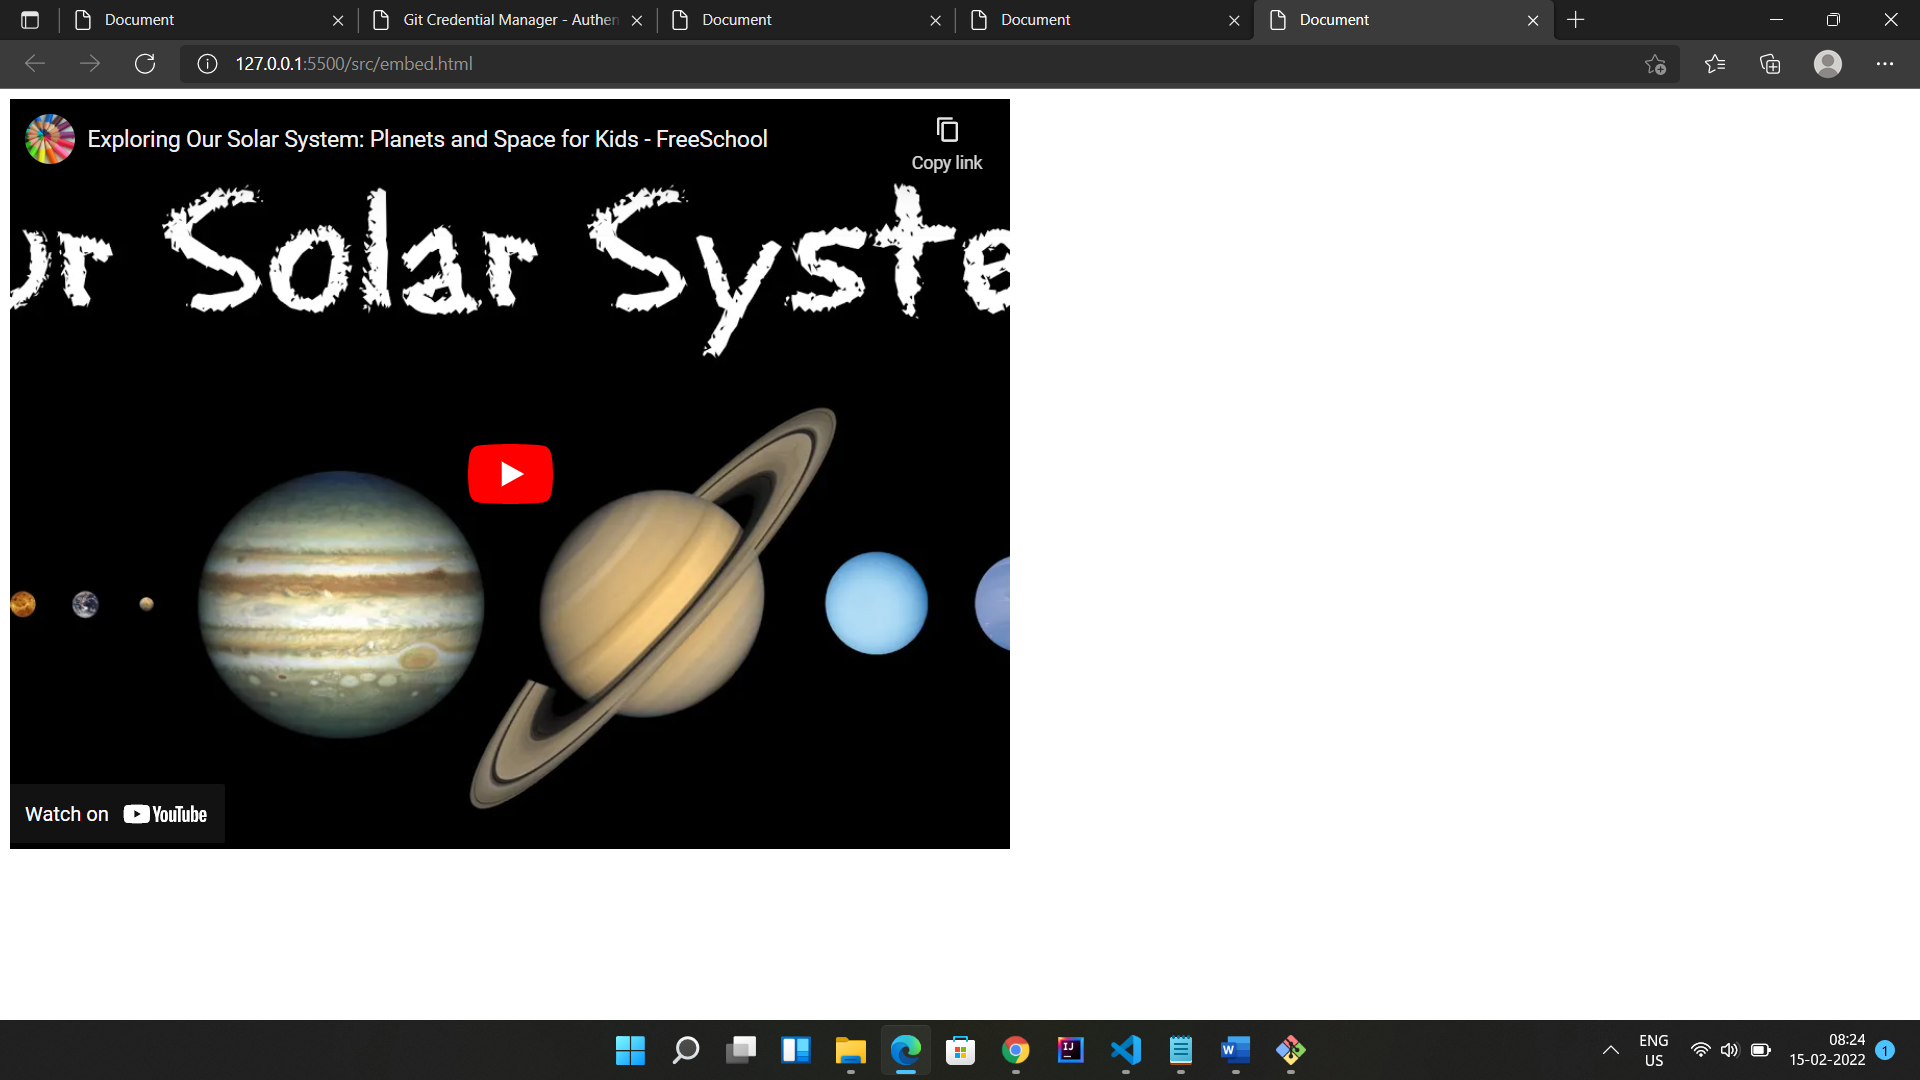 Document
Git Credential Manager - Authen
Document
Document
Document
127.0.0.1:5500/src/embed.html
Exploring Our Solar System: Planets and Space for Kids - FreeSchool
Copy link
ur Solar Syste
Watch on YouTube
IJ
W
ENG
US
08:24
15-02-2022
1